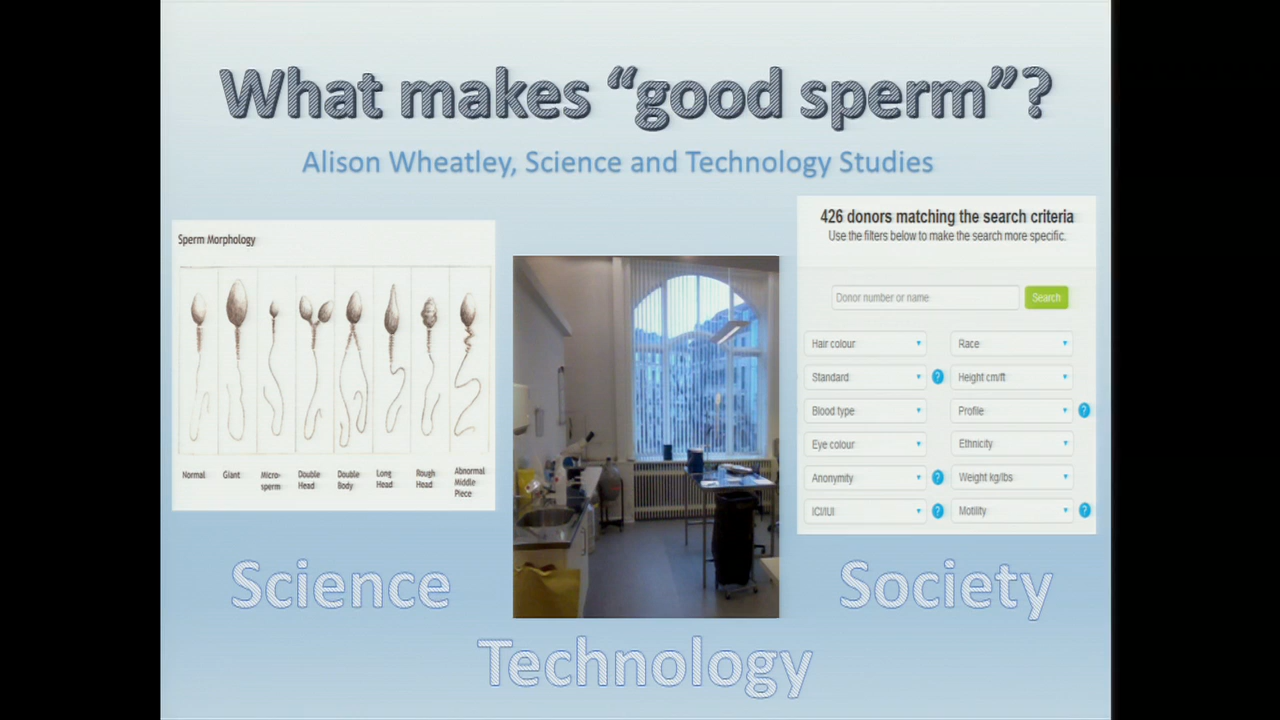 What makes “good sperm”?
Alison Wheatley, Science and Technology Studies
Sperm Morphology
Normal
Giant
Micro-
sperm
Double
Head
Double
Body
Long
Head
Rough
Head
Abnormal
Middle
Piece
426 donors matching the search criteria
Use the filters below to make the search more specific.
Donor number or name
Search
Hair colour
Race
Standard
?
Height cm/ft
Blood type
Profile
?
Eye colour
Ethnicity
Anonymity
?
Weight kg/lbs
ICI/IUI
?
Motility
?
Science
Society
Technology